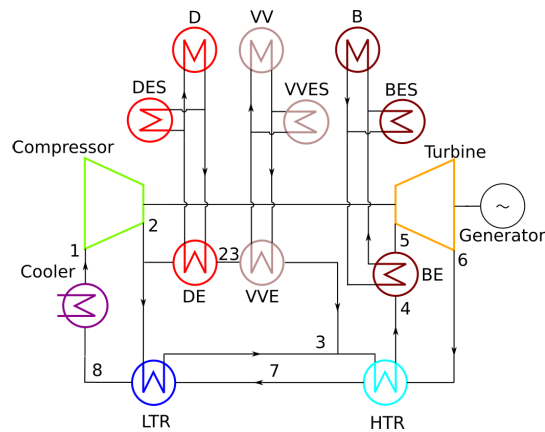 D
VV
B
DES
VVES
BES
Compressor
Turbine
2
1
5
Generator
~
23
6
Cooler
DE
VVE
BE
4
3
8
7
LTR
HTR